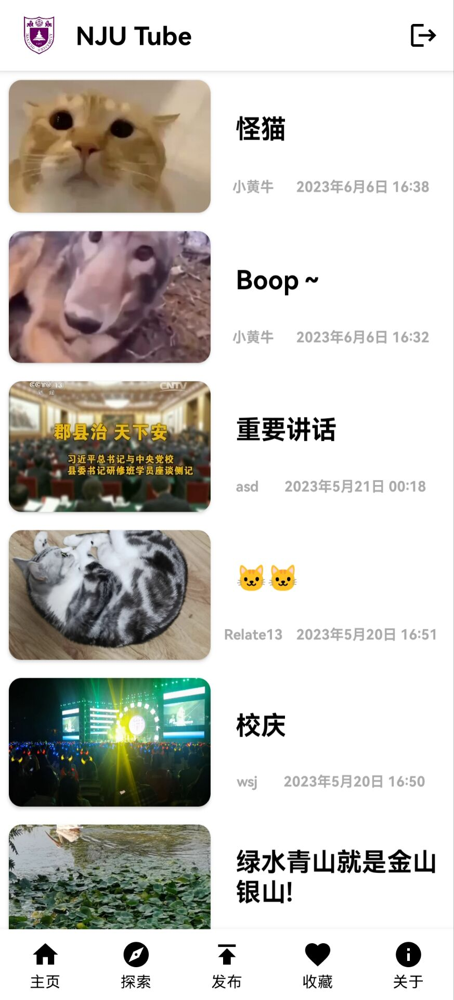 NJU Tube
怪猫
小黄牛 2023年6月6日 16:38
Boop ~
小黄牛 2023年6月6日 16:32
CCTV 13
新 闻
CNTV
郡县治 天下安
习近平总书记与中央党校
县委书记研修班学员座谈侧记
重要讲话
asd 2023年5月21日 00:18
🐱🐱
Relate13 2023年5月20日 16:51
校庆
wsj 2023年5月20日 16:50
绿水青山就是金山
银山!
主页 探索 发布 收藏 关于